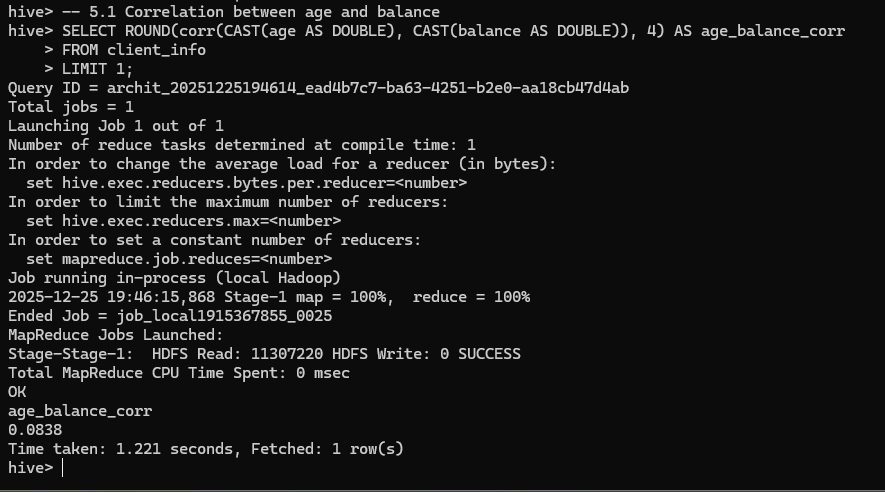 hive> -- 5.1 Correlation between age and balance
hive> SELECT ROUND(corr(CAST(age AS DOUBLE), CAST(balance AS DOUBLE)), 4) AS age_balance_corr
    > FROM client_info
    > LIMIT 1;
Query ID = archit_20251225194614_ead4b7c7-ba63-4251-b2e0-aa18cb47d4ab
Total jobs = 1
Launching Job 1 out of 1
Number of reduce tasks determined at compile time: 1
In order to change the average load for a reducer (in bytes):
  set hive.exec.reducers.bytes.per.reducer=<number>
In order to limit the maximum number of reducers:
  set hive.exec.reducers.max=<number>
In order to set a constant number of reducers:
  set mapreduce.job.reduces=<number>
Job running in-process (local Hadoop)
2025-12-25 19:46:15,868 Stage-1 map = 100%,  reduce = 100%
Ended Job = job_local1915367855_0025
MapReduce Jobs Launched:
Stage-Stage-1:  HDFS Read: 11307220 HDFS Write: 0 SUCCESS
Total MapReduce CPU Time Spent: 0 msec
OK
age_balance_corr
0.0838
Time taken: 1.221 seconds, Fetched: 1 row(s)
hive>